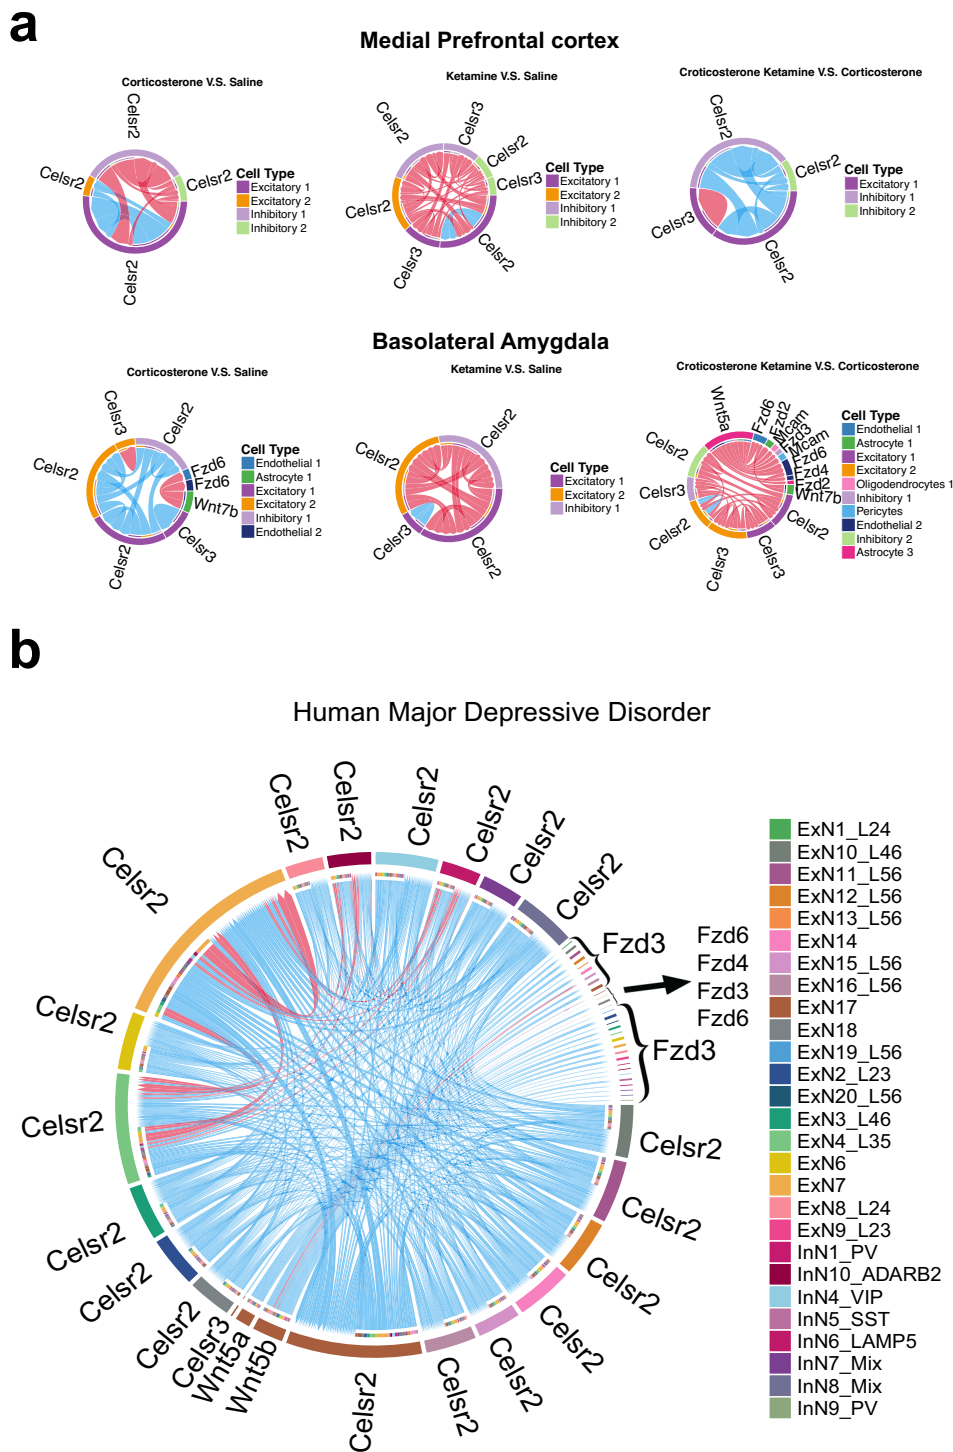 a
Medial Prefrontal cortex
Corticosterone V.S. Saline
Celsr2
Celsr2
Celsr2
Celsr2
Cell Type
Excitatory 1
Excitatory 2
Inhibitory 1
Inhibitory 2
Ketamine V.S. Saline
Celsr2
Celsr3
Celsr2
Celsr3
Celsr2
Celsr3
Celsr2
Cell Type
Excitatory 1
Excitatory 2
Inhibitory 1
Inhibitory 2
Croticosterone Ketamine V.S. Corticosterone
Celsr2
Celsr2
Celsr3
Celsr2
Cell Type
Excitatory 1
Inhibitory 1
Inhibitory 2
Basolateral Amygdala
Corticosterone V.S. Saline
Celsr3
Celsr2
Celsr2
Fzd6
Fzd6
Wnt7b
Celsr3
Celsr2
Cell Type
Endothelial 1
Astrocyte 1
Excitatory 1
Excitatory 2
Inhibitory 1
Endothelial 2
Ketamine V.S. Saline
Celsr2
Celsr2
Celsr3
Celsr2
Cell Type
Excitatory 1
Excitatory 2
Inhibitory 1
Croticosterone Ketamine V.S. Corticosterone
Wnt5a
Fzd6
Fzd2
Mcam
Fzd3
Mcam
Fzd6
Fzd4
Fzd2
Wnt7b
Celsr2
Celsr3
Celsr3
Celsr2
Celsr3
Celsr2
Cell Type
Endothelial 1
Astrocyte 1
Excitatory 1
Excitatory 2
Oligodendrocytes 1
Inhibitory 1
Pericytes
Endothelial 2
Inhibitory 2
Astrocyte 3
b
Human Major Depressive Disorder
Celsr2
Celsr2
Celsr2
Celsr2
Celsr2
Celsr2
Celsr2
Fzd3
Fzd6
Fzd4
Fzd3
Fzd6
Fzd3
Celsr2
Celsr2
Celsr2
Celsr2
Celsr2
Celsr2
Celsr2
Wnt5b
Wnt5a
Celsr3
Celsr2
Celsr2
Celsr2
Celsr2
Celsr2
ExN1_L24
ExN10_L46
ExN11_L56
ExN12_L56
ExN13_L56
ExN14
ExN15_L56
ExN16_L56
ExN17
ExN18
ExN19_L56
ExN2_L23
ExN20_L56
ExN3_L46
ExN4_L35
ExN6
ExN7
ExN8_L24
ExN9_L23
InN1_PV
InN10_ADARB2
InN4_VIP
InN5_SST
InN6_LAMP5
InN7_Mix
InN8_Mix
InN9_PV